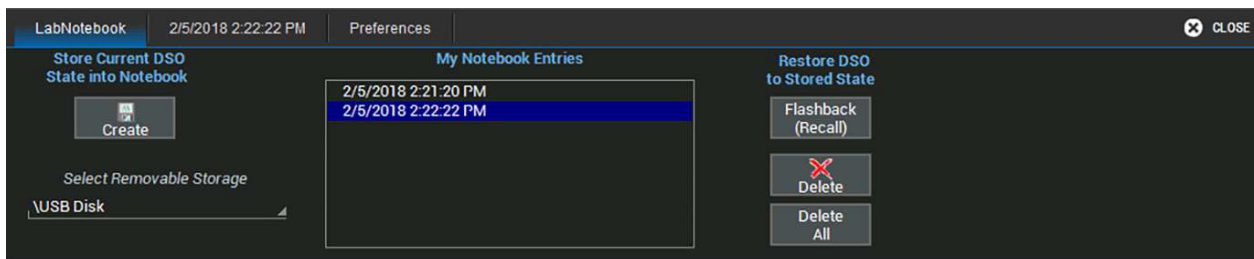 LabNotebook
2/5/2018 2:22:22 PM
Preferences
CLOSE
Store Current DSO
State into Notebook
Create
Select Removable Storage
\USB Disk
My Notebook Entries
2/5/2018 2:21:20 PM
2/5/2018 2:22:22 PM
Restore DSO
to Stored State
Flashback
(Recall)
Delete
Delete
All